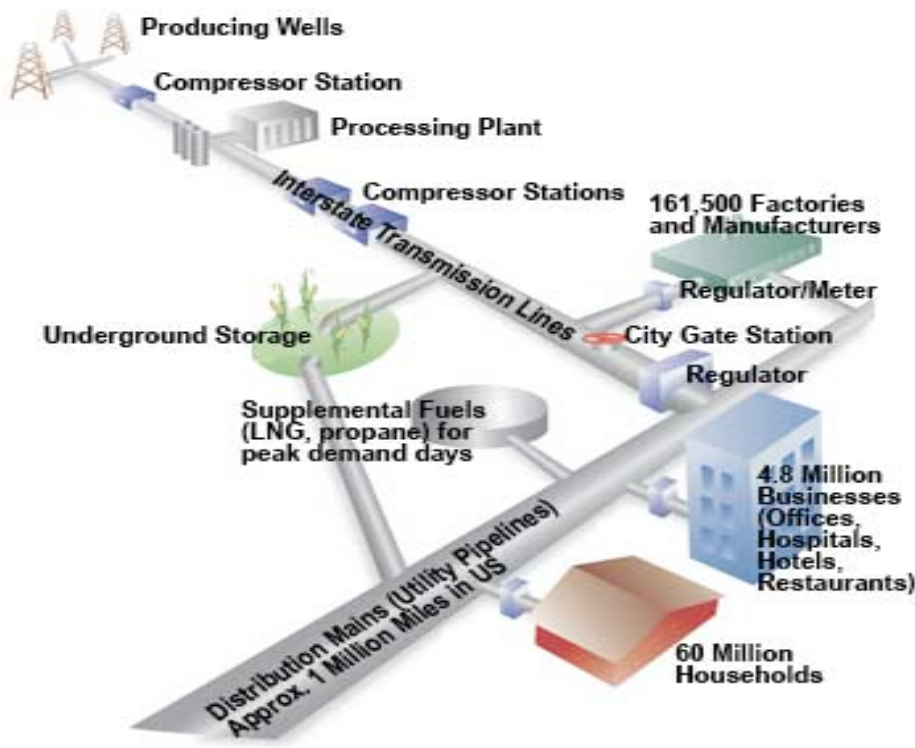 Producing Wells
Compressor Station
Processing Plant
Compressor Stations
Interstate Transmission Lines
161,500 Factories
and Manufacturers
Regulator/Meter
Underground Storage
City Gate Station
Regulator
Supplemental Fuels
(LNG, propane) for
peak demand days
4.8 Million
Businesses
(Offices,
Hospitals,
Hotels,
Restaurants)
Distribution Mains (Utility Pipelines)
Approx. 1 Million Miles in US
60 Million
Households